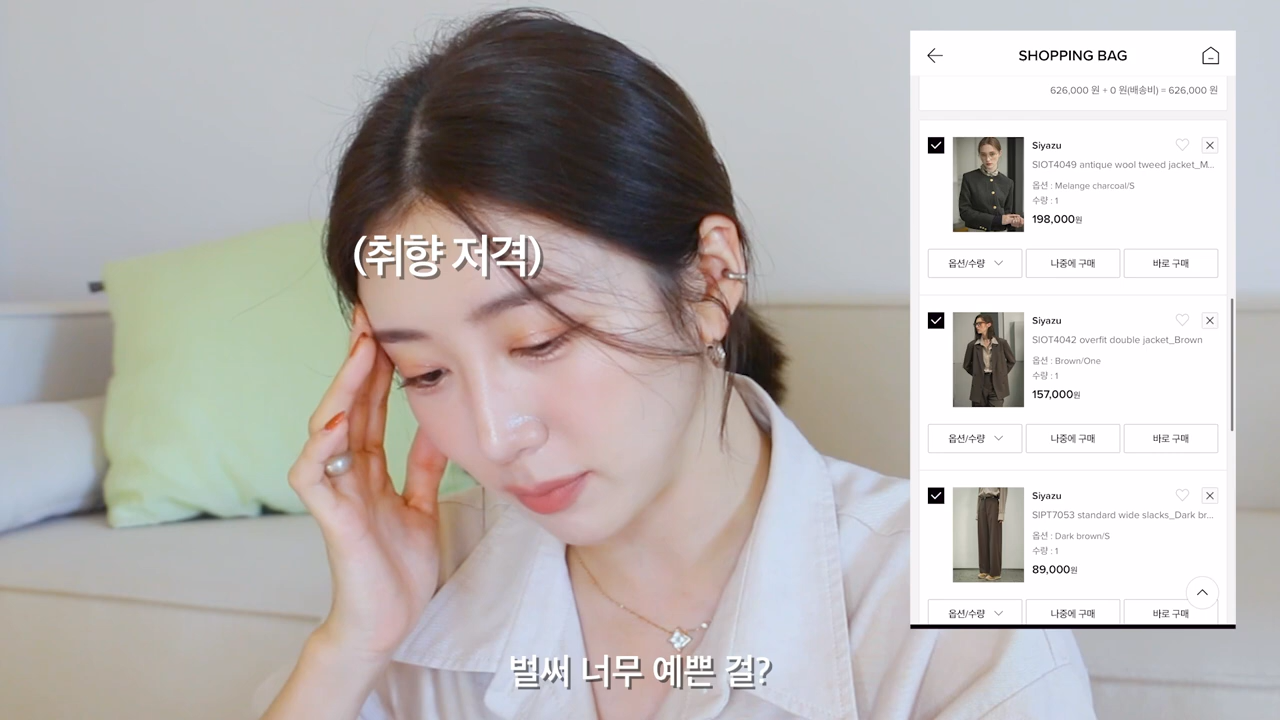 (취향 저격)
벌써 너무 예쁜 걸?
SHOPPING BAG
626,000 원 + 0 원(배송비) = 626,000 원
Siyazu
SIOT4049 antique wool tweed jacket_M...
옵션 : Melange charcoal/S
수량 : 1
198,000원
옵션/수량 나중에 구매 바로 구매
Siyazu
SIOT4042 overfit double jacket_Brown
옵션 : Brown/One
수량 : 1
157,000원
옵션/수량 나중에 구매 바로 구매
Siyazu
SIPT7053 standard wide slacks_Dark br...
옵션 : Dark brown/S
수량 : 1
89,000원
옵션/수량 나중에 구매 바로 구매